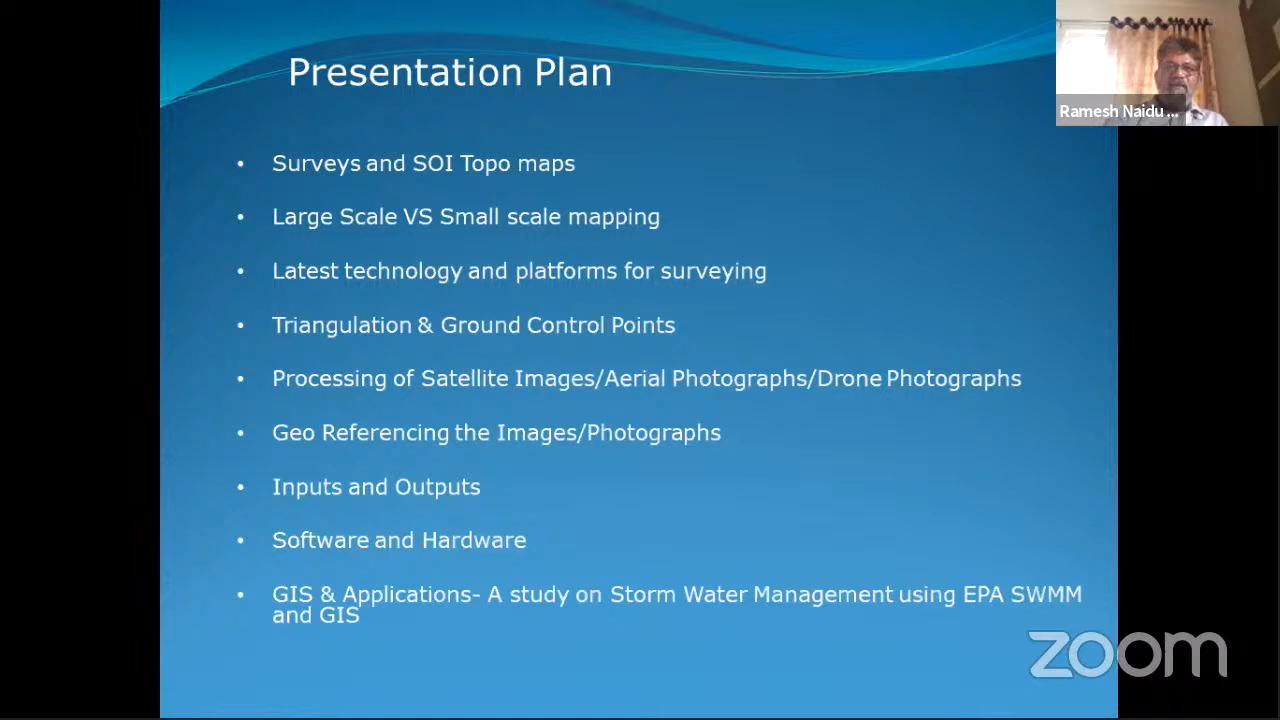 Presentation Plan
Ramesh Naidu ...
• Surveys and SOI Topo maps
• Large Scale VS Small scale mapping
• Latest technology and platforms for surveying
• Triangulation & Ground Control Points
• Processing of Satellite Images/Aerial Photographs/Drone Photographs
• Geo Referencing the Images/Photographs
• Inputs and Outputs
• Software and Hardware
• GIS & Applications- A study on Storm Water Management using EPA SWMM
and GIS
zoom